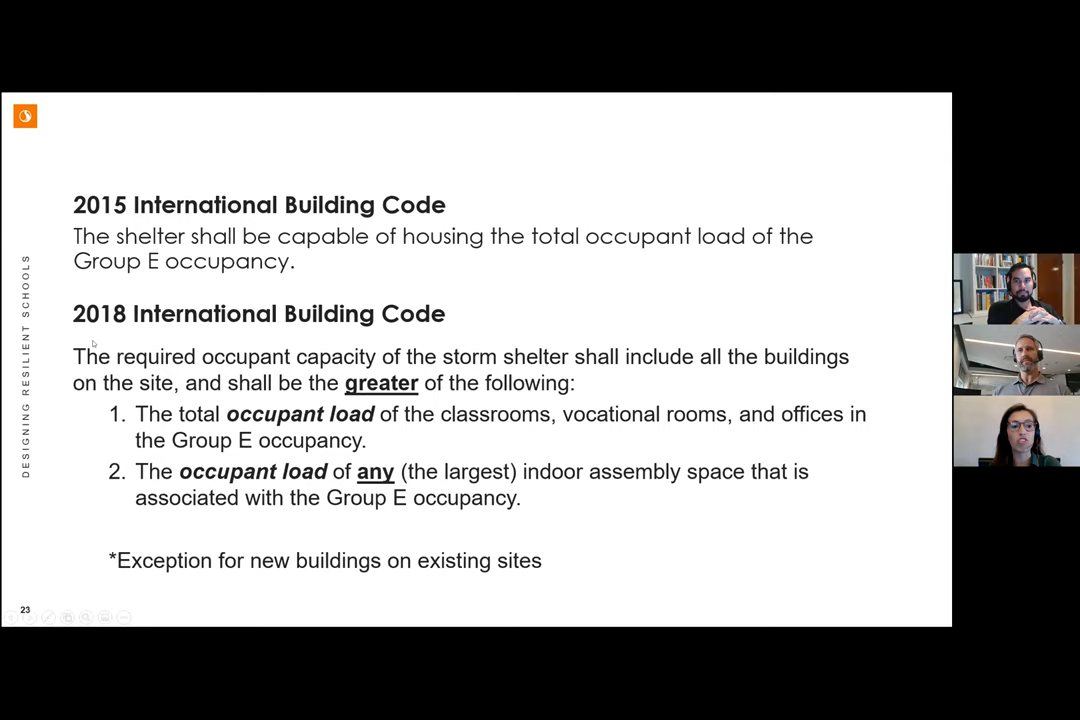 2015 International Building Code
The shelter shall be capable of housing the total occupant load of the
Group E occupancy.
2018 International Building Code
The required occupant capacity of the storm shelter shall include all the buildings
on the site, and shall be the greater of the following:
1. The total occupant load of the classrooms, vocational rooms, and offices in
the Group E occupancy.
2. The occupant load of any (the largest) indoor assembly space that is
associated with the Group E occupancy.
*Exception for new buildings on existing sites
DESIGNING RESILIENT SCHOOLS
23